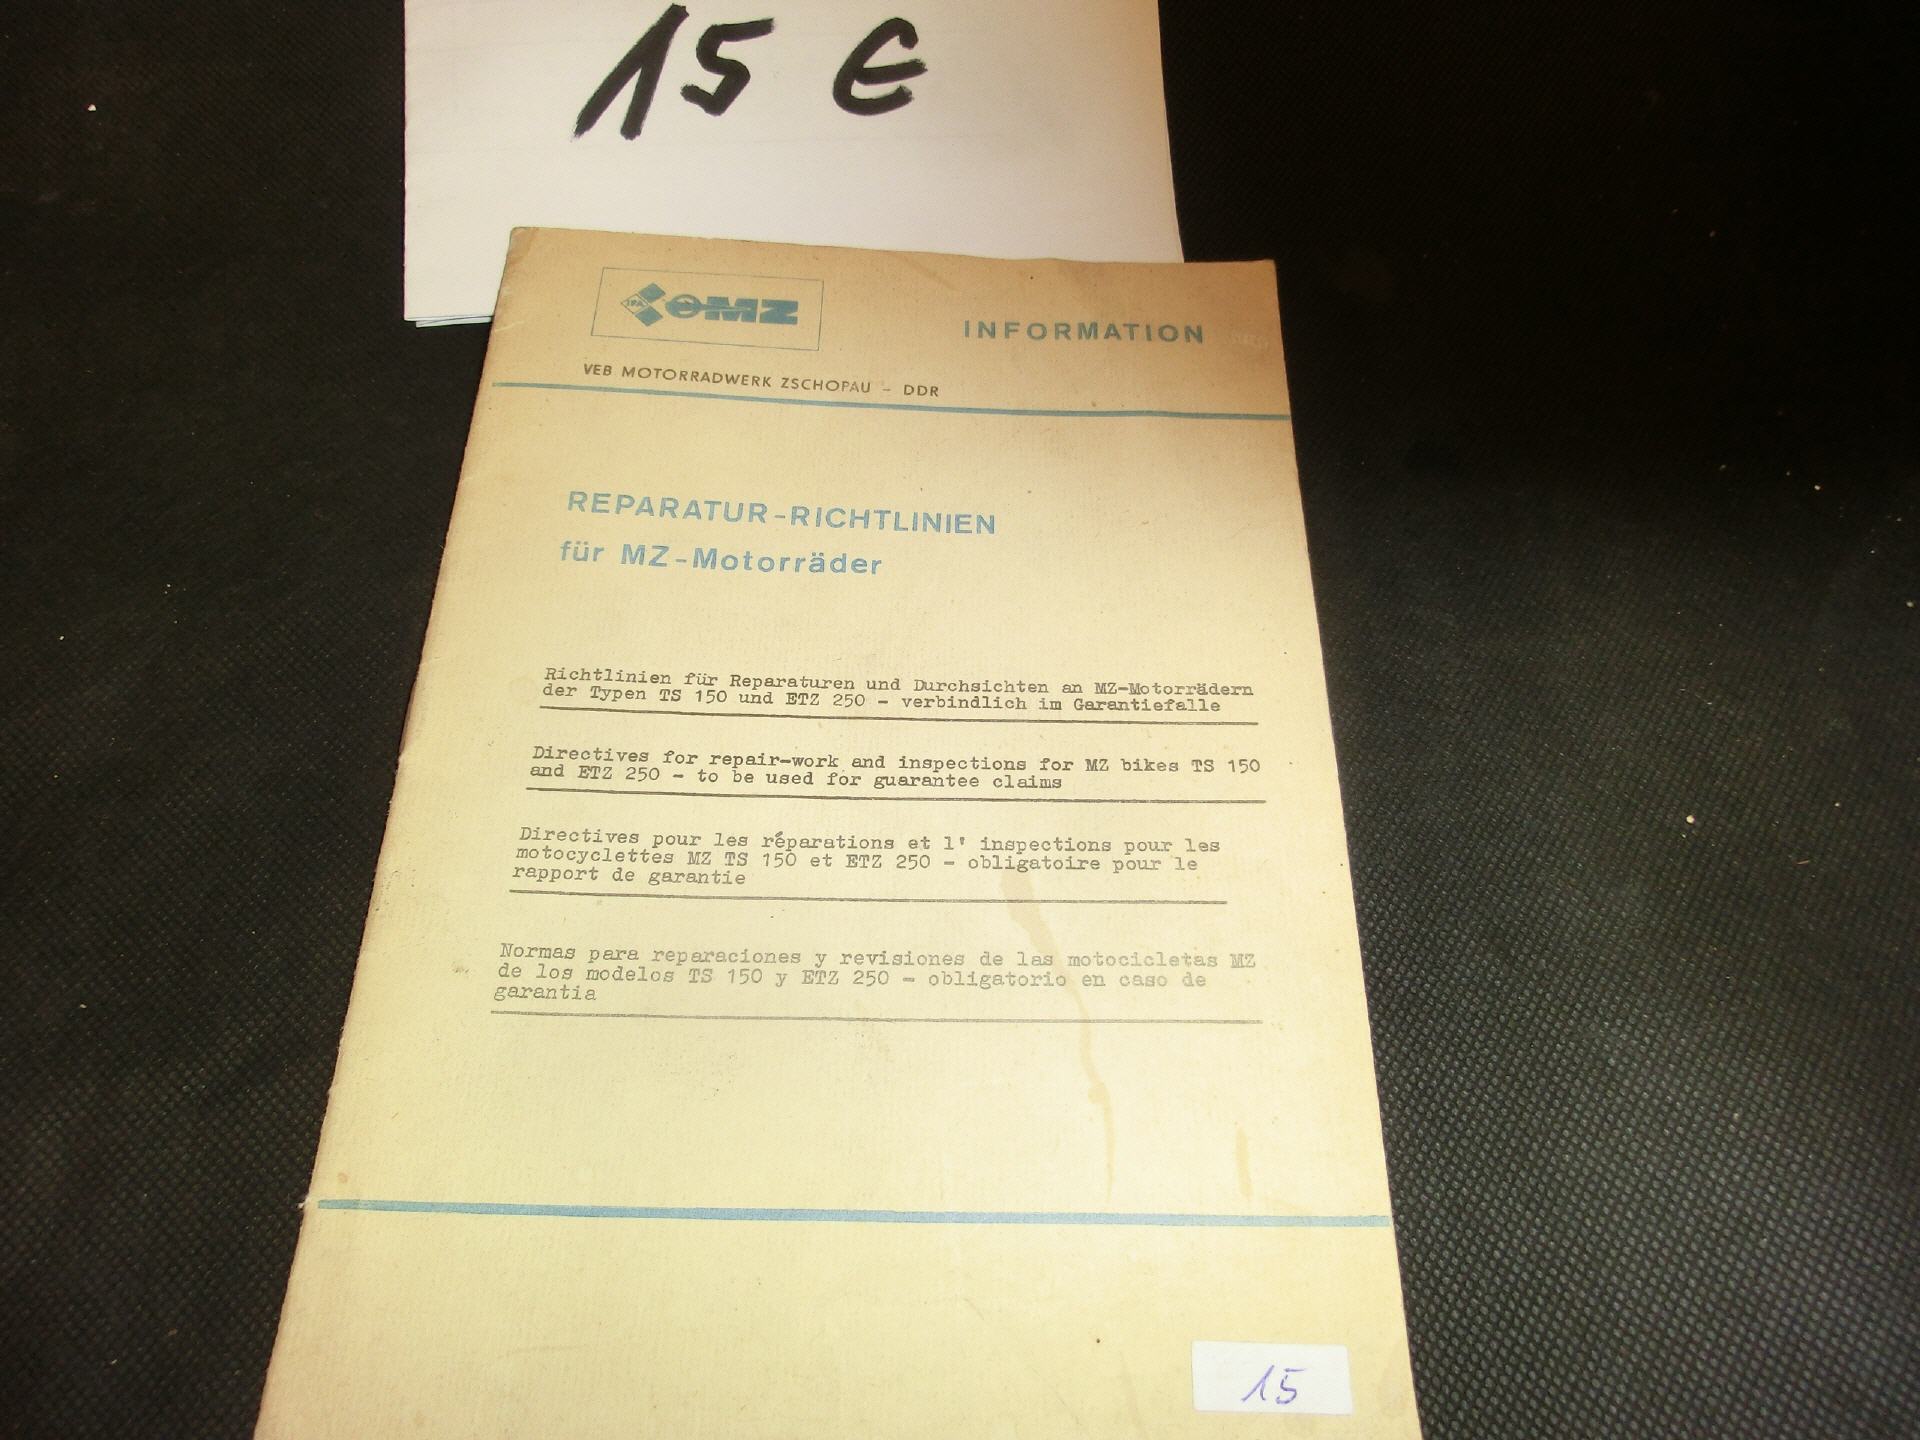 15 €
IFA
MZ
INFORMATION
VEB MOTORRADWERK ZSCHOPAU - DDR
REPARATUR-RICHTLINIEN
für MZ-Motorräder
Richtlinien für Reparaturen und Durchsichten an MZ-Motorrädern
der Typen TS 150 und ETZ 250 - verbindlich im Garantiefalle
Directives for repair-work and inspections for MZ bikes TS 150
and ETZ 250 - to be used for guarantee claims
Directives pour les réparations et l' inspections pour les
motocyclettes MZ TS 150 et ETZ 250 - obligatoire pour le
rapport de garantie
Normas para reparaciones y revisiones de las motocicletas MZ
de los modelos TS 150 y ETZ 250 - obligatorio en caso de
garantia
15